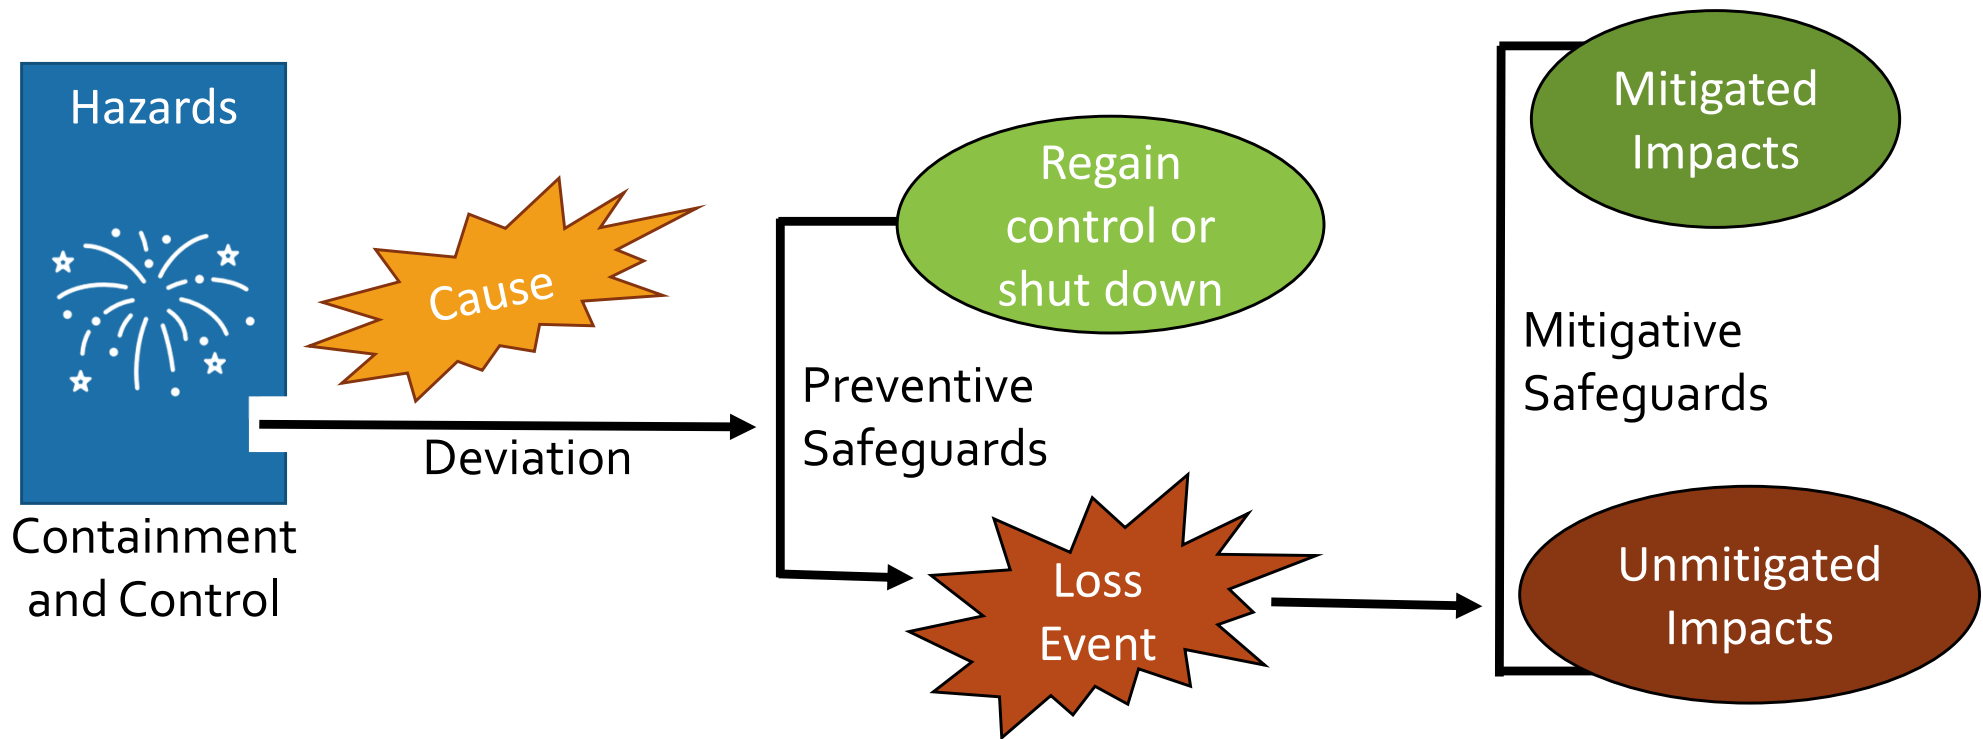 Hazards
Containment
and Control
Cause
Deviation
Regain
control or
shut down
Preventive
Safeguards
Loss
Event
Mitigated
Impacts
Mitigative
Safeguards
Unmitigated
Impacts